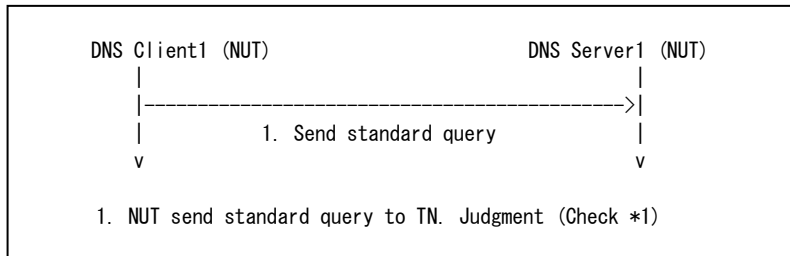 DNS Client1 (NUT) DNS Server1 (NUT)
| |
|--------------------------------------------->|
| 1. Send standard query |
v v
1. NUT send standard query to TN. Judgment (Check *1)